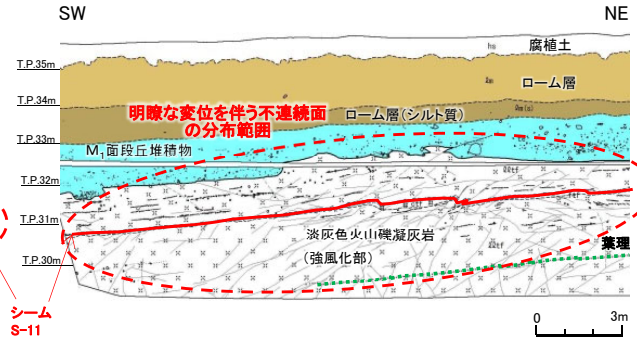 SW
NE
腐植土
T.P.35m
ローム層
T.P.34m
明瞭な変位を伴う不連続面
の分布範囲
ローム層(シルト質)
T.P.33m
M1面段丘堆積物
T.P.32m
T.P.31m
淡灰色火山礫凝灰岩
(強風化部)
葉理
T.P.30m
シーム
S-11
0
3m